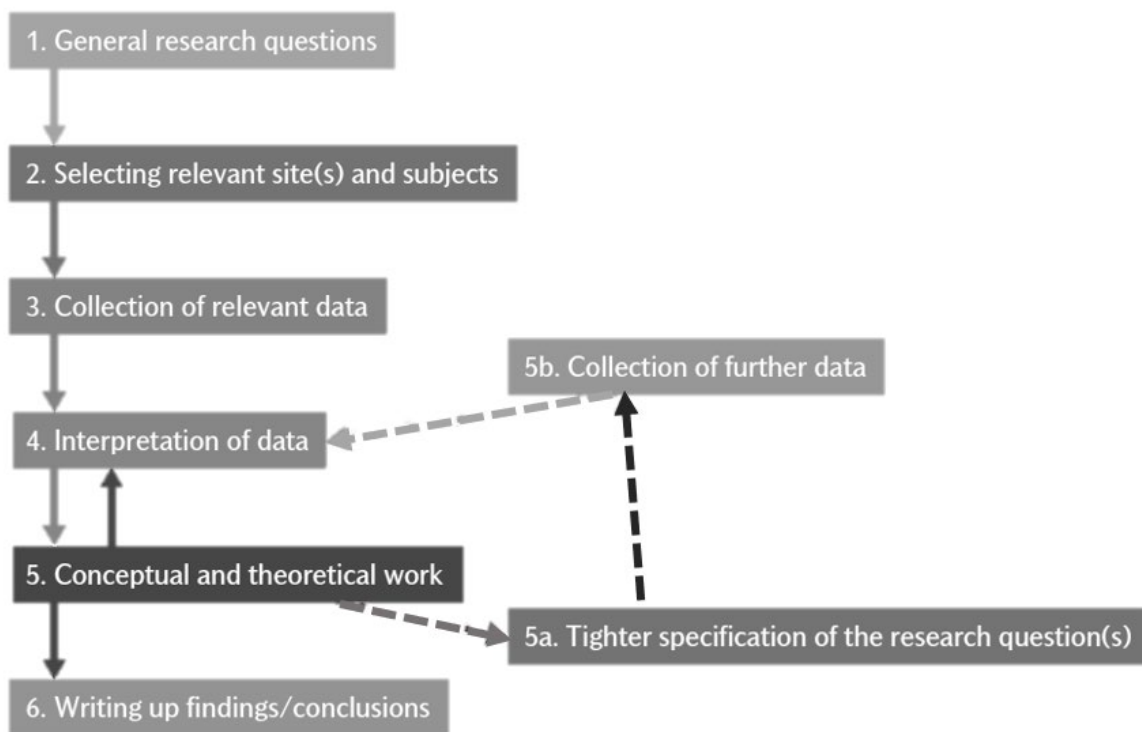 1. General research questions
2. Selecting relevant site(s) and subjects
3. Collection of relevant data
5b. Collection of further data
4. Interpretation of data
5. Conceptual and theoretical work
5a. Tighter specification of the research question(s)
6. Writing up findings/conclusions